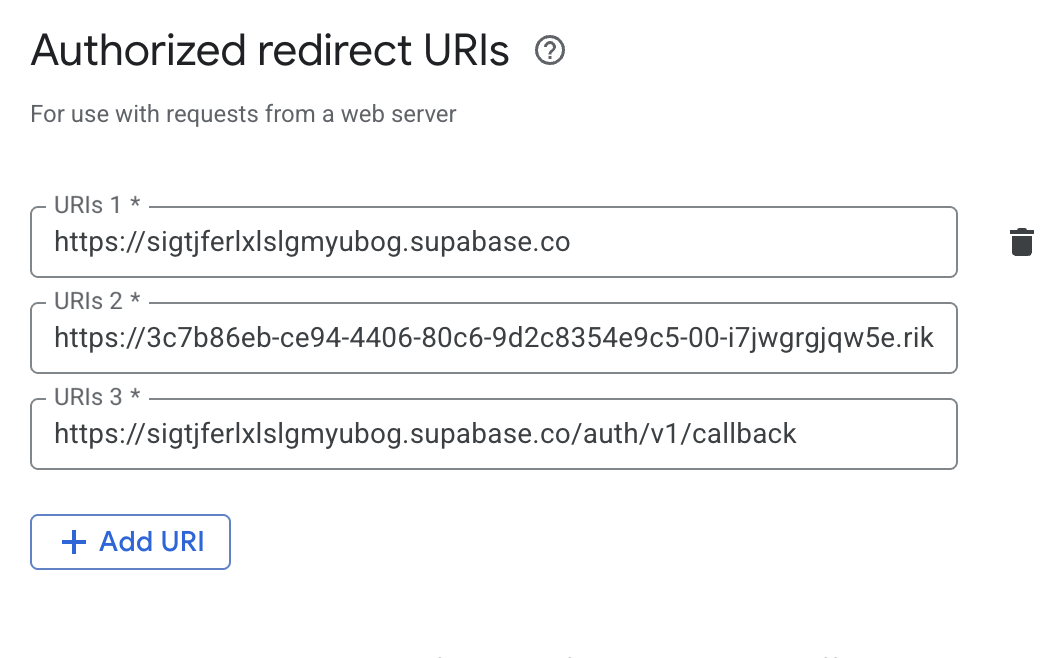 Authorized redirect URIs
For use with requests from a web server
URIs 1 *
https://sigtjferlxlslgmyubog.supabase.co
URIs 2 *
https://3c7b86eb-ce94-4406-80c6-9d2c8354e9c5-00-i7jwgrgjqw5e.rik
URIs 3 *
https://sigtjferlxlslgmyubog.supabase.co/auth/v1/callback
+ Add URI